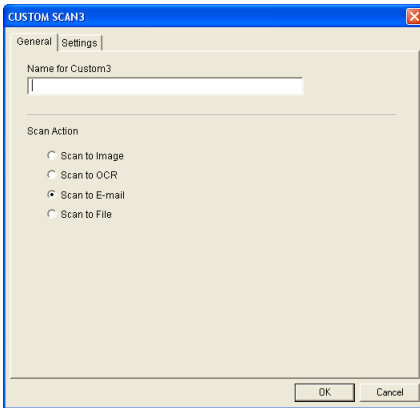 CUSTOM SCAN3
General Settings
Name for Custom3
Scan Action
Scan to Image
Scan to OCR
Scan to E-mail
Scan to File
OK Cancel